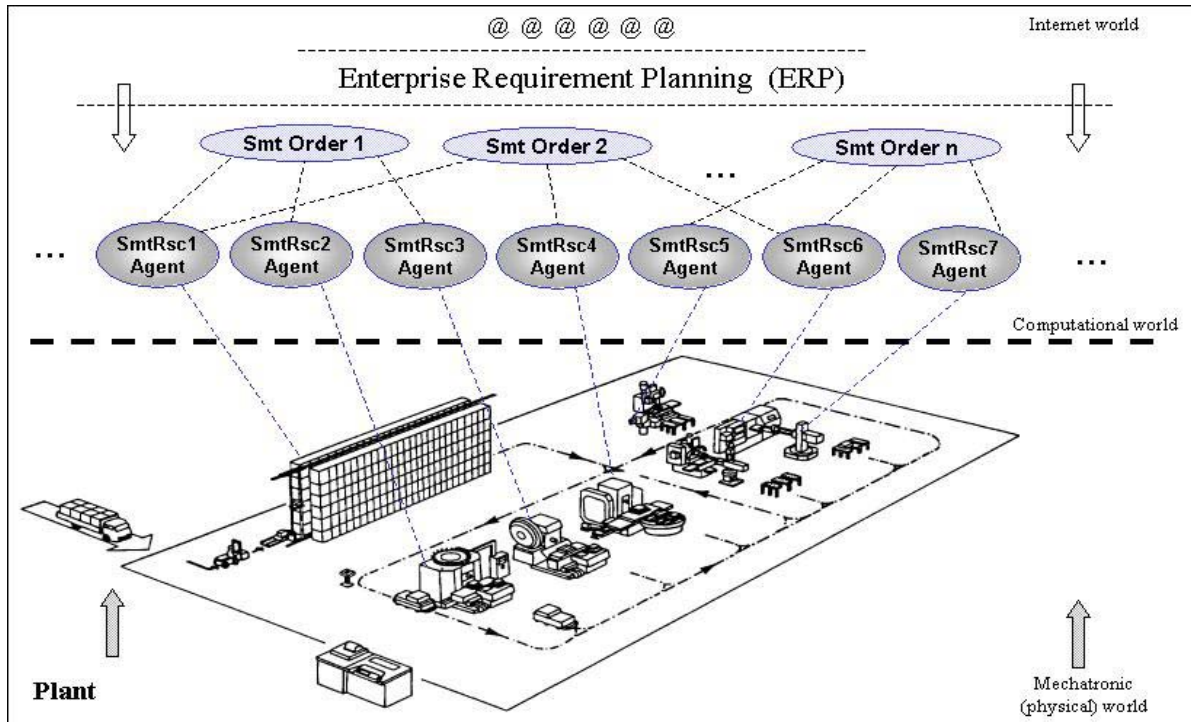 @ @ @ @ @ @
Internet world
Enterprise Requirement Planning (ERP)
Smt Order 1
Smt Order 2
Smt Order n
...
...
SmtRsc1
Agent
SmtRsc2
Agent
SmtRsc3
Agent
SmtRsc4
Agent
SmtRsc5
Agent
SmtRsc6
Agent
SmtRsc7
Agent
...
Computational world
Plant
Mechatronic
(physical) world